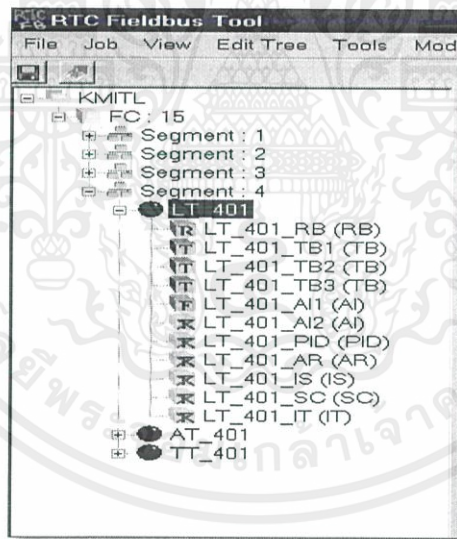 RTC Fieldbus Tool
File Job View Edit Tree Tools Mod
KMITL
FC : 15
Segment : 1
Segment : 2
Segment : 3
Segment : 4
LT_401
LT_401_RB (RB)
LT_401_TB1 (TB)
LT_401_TB2 (TB)
LT_401_TB3 (TB)
LT_401_AI1 (AI)
LT_401_AI2 (AI)
LT_401_PID (PID)
LT_401_AR (AR)
LT_401_IS (IS)
LT_401_SC (SC)
LT_401_IT (IT)
AT_401
TT_401